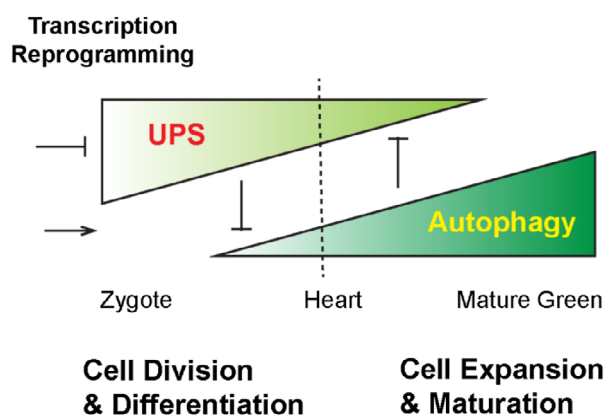 Transcription
Reprogramming
UPS
Autophagy
Zygote Heart Mature Green
Cell Division
& Differentiation
Cell Expansion
& Maturation